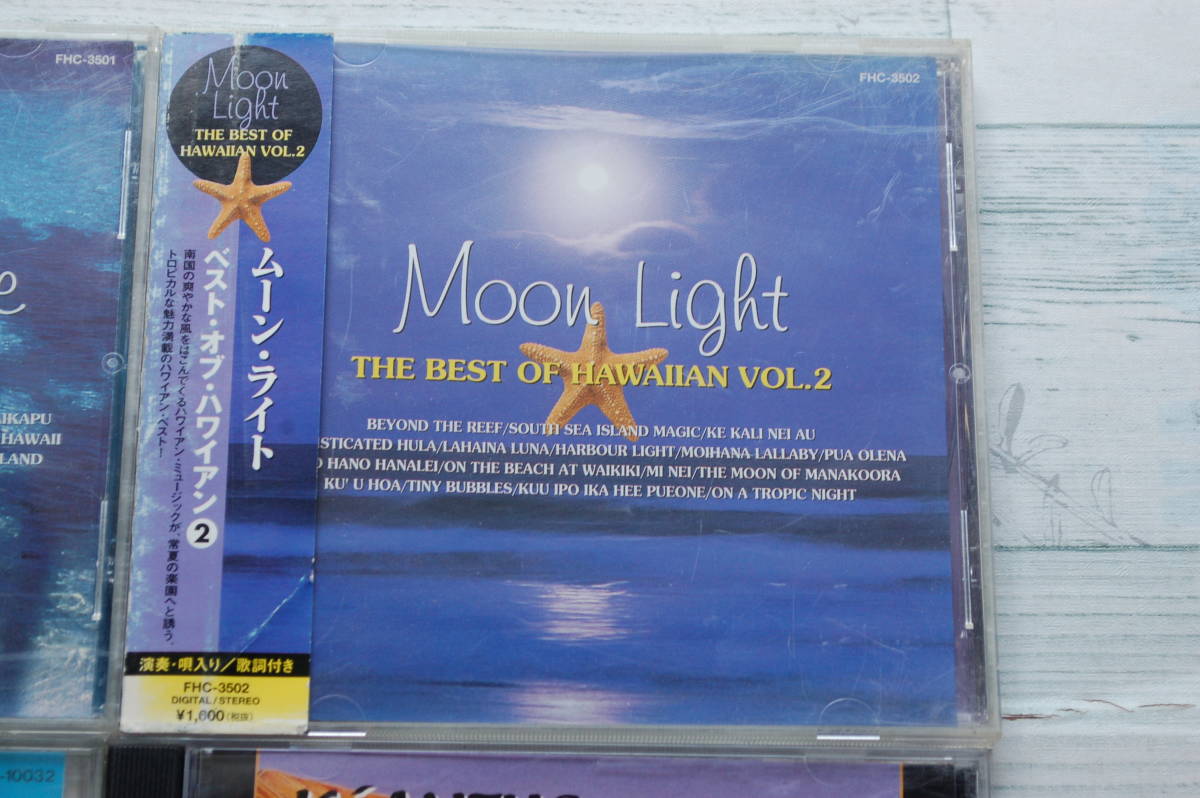 FHC-3501
AIKAPU
HAWAII
LAND
Moon
Light
THE BEST OF
HAWAIIAN VOL.2
ムーン・ライト
ベスト・オブ・ハワイアン2
南国の爽やかな風をはこんでくるハワイアン・ミュージックが、常夏の楽園へと誘う、
トロピカルな魅力満載のハワイアン・ベスト!
演奏・唄入り/歌詞付き
FHC-3502
DIGITAL/STEREO
¥1,600(税抜)
FHC-3502
Moon Light
THE BEST OF HAWAIIAN VOL.2
BEYOND THE REEF/SOUTH SEA ISLAND MAGIC/KE KALI NEI AU
ISTICATED HULA/LAHAINA LUNA/HARBOUR LIGHT/MOIHANA LALLABY/PUA OLENA
O HANO HANALEI/ON THE BEACH AT WAIKIKI/MI NEI/THE MOON OF MANAKOORA
KU' U HOA/TINY BUBBLES/KUU IPO IKA HEE PUEONE/ON A TROPIC NIGHT
-10032